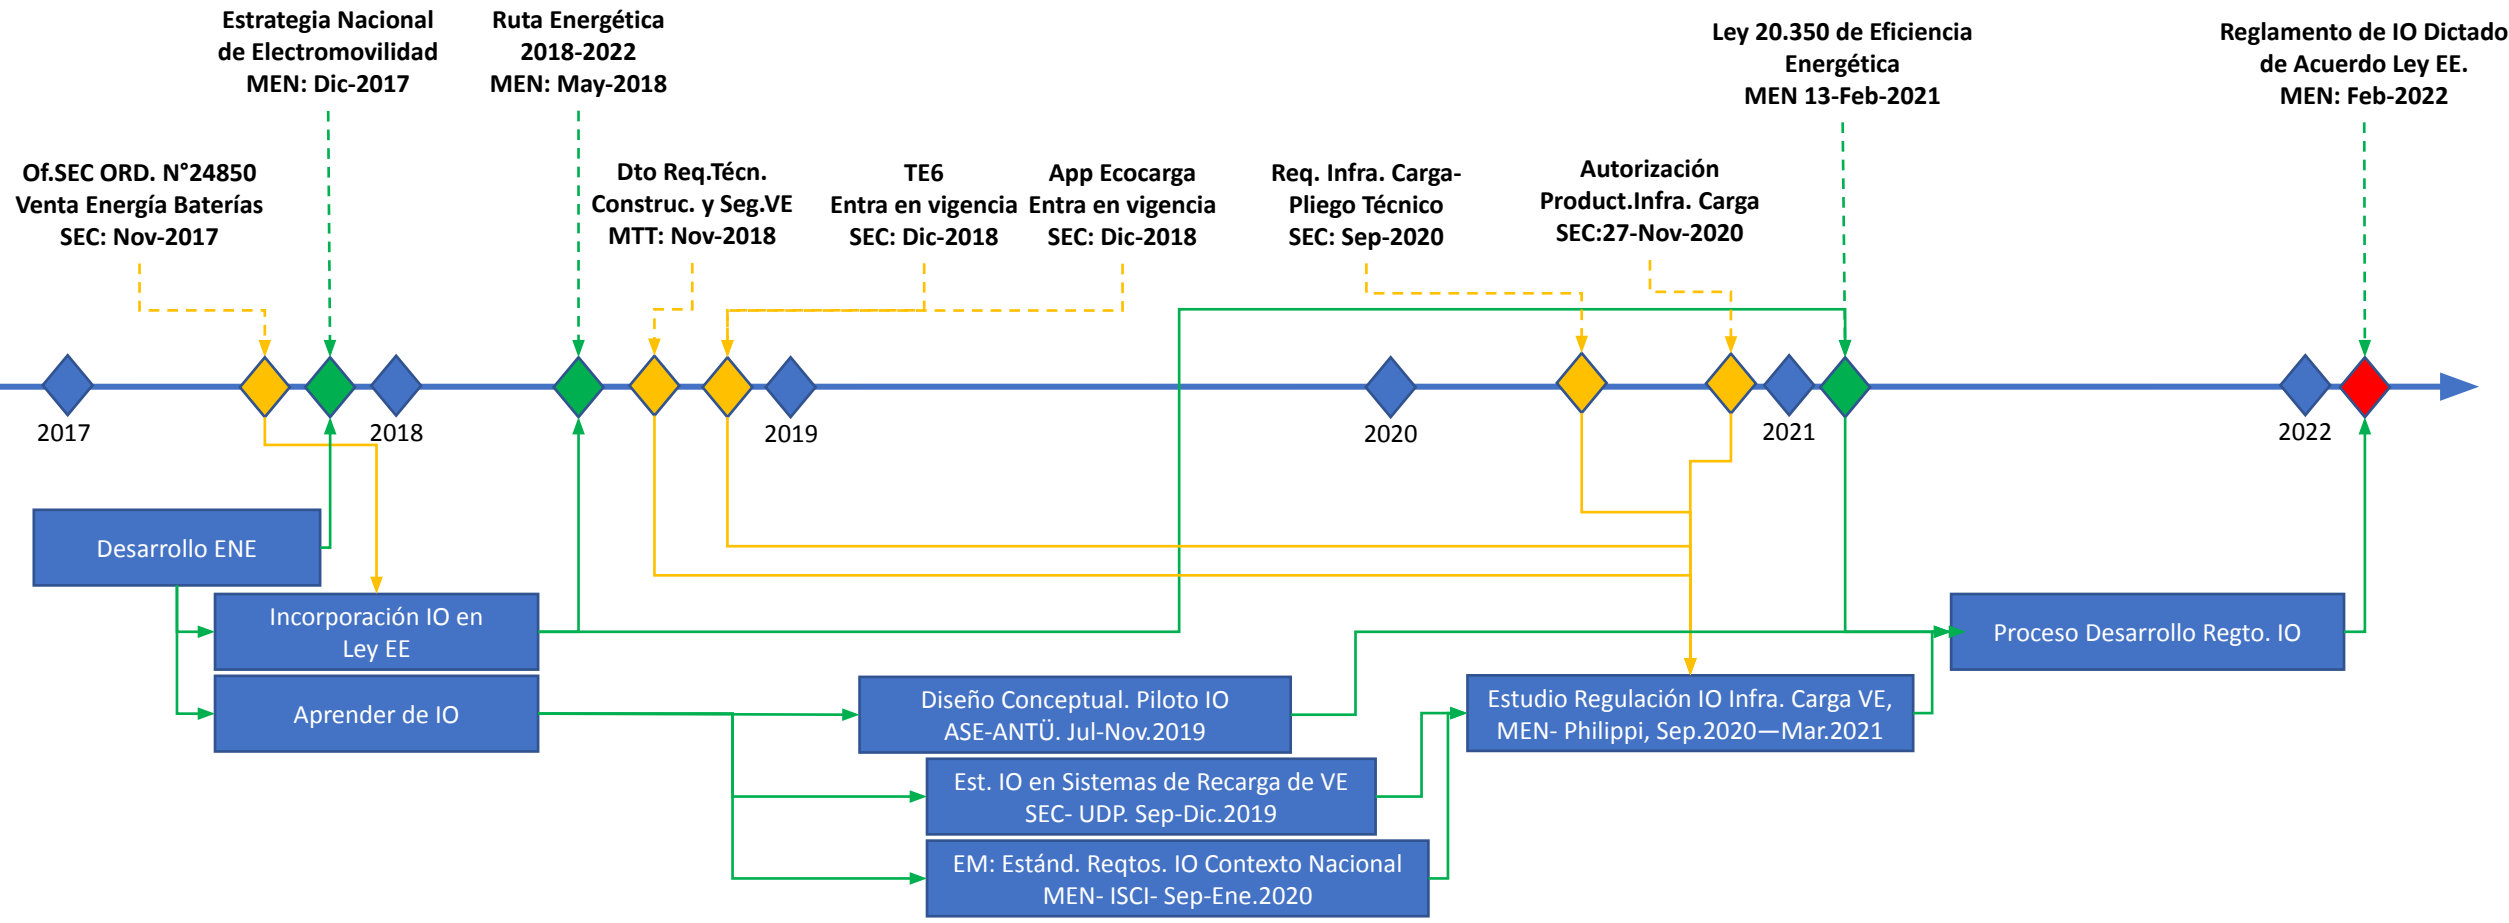 Estrategia Nacional
de Electromovilidad
MEN: Dic-2017
Ruta Energética
2018-2022
MEN: May-2018
Ley 20.350 de Eficiencia
Energética
MEN 13-Feb-2021
Reglamento de IO Dictado
de Acuerdo Ley EE.
MEN: Feb-2022
Of.SEC ORD. N°24850
Venta Energía Baterías
SEC: Nov-2017
Dto Req.Técn.
Construc. y Seg.VE
MTT: Nov-2018
TE6
Entra en vigencia
SEC: Dic-2018
App Ecocarga
Entra en vigencia
SEC: Dic-2018
Req. Infra. Carga-
Pliego Técnico
SEC: Sep-2020
Autorización
Product.Infra. Carga
SEC:27-Nov-2020
2017
2018
2019
2020
2021
2022
Desarrollo ENE
Incorporación IO en
Ley EE
Aprender de IO
Diseño Conceptual. Piloto IO
ASE-ANTÜ. Jul-Nov.2019
Est. IO en Sistemas de Recarga de VE
SEC- UDP. Sep-Dic.2019
EM: Estánd. Reqtos. IO Contexto Nacional
MEN- ISCI- Sep-Ene.2020
Estudio Regulación IO Infra. Carga VE,
MEN- Philippi, Sep.2020—Mar.2021
Proceso Desarrollo Regto. IO